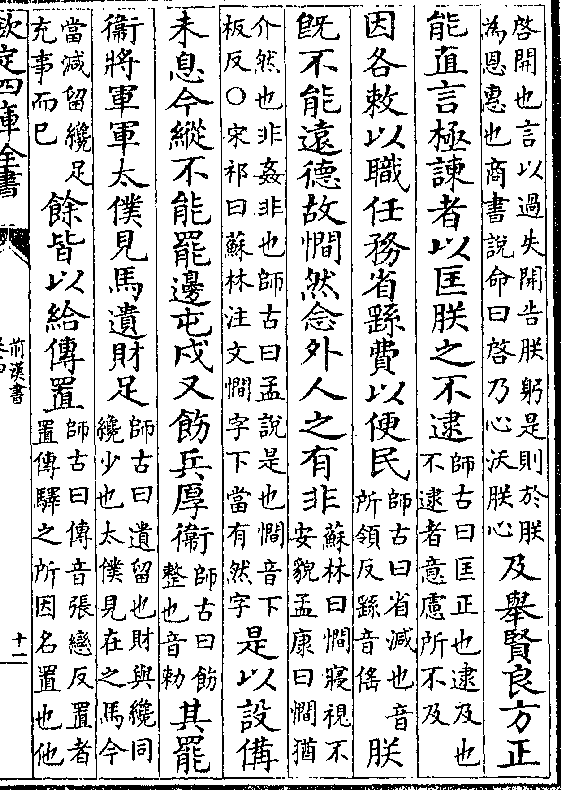 啓開也言以過失開告朕躬是則於朕
為恩惠也商書說命曰啓乃心沃朕心
及舉賢良方正
能直言極諫者以匡朕之不逮
師古曰匡正也逮及也
不逮者意慮所不及
因各敕以職任務省繇費以便民
師古曰省減也音
所領反繇音傜
朕
既不能遠德故憪然念外人之有非
蘇林曰憪寢視不
安貌孟康曰憪猶
介然也非姦非也師古曰孟說是也憪音下
板反○宋祁曰蘇林注文憪字下當有然字
是以設備
未息今縱不能罷邊屯戍又飭兵厚衞
師古曰飭
整也音勅
其罷
衞將軍軍太僕見馬遺財足
師古曰遺留也財與纔同
纔少也太僕見在之馬今
當減留纔足
充事而已
餘皆以給傳置
師古曰傳音張戀反置者
置傳驛之所因名置也他
欽定四庫全書
前漢書
卷四
十一